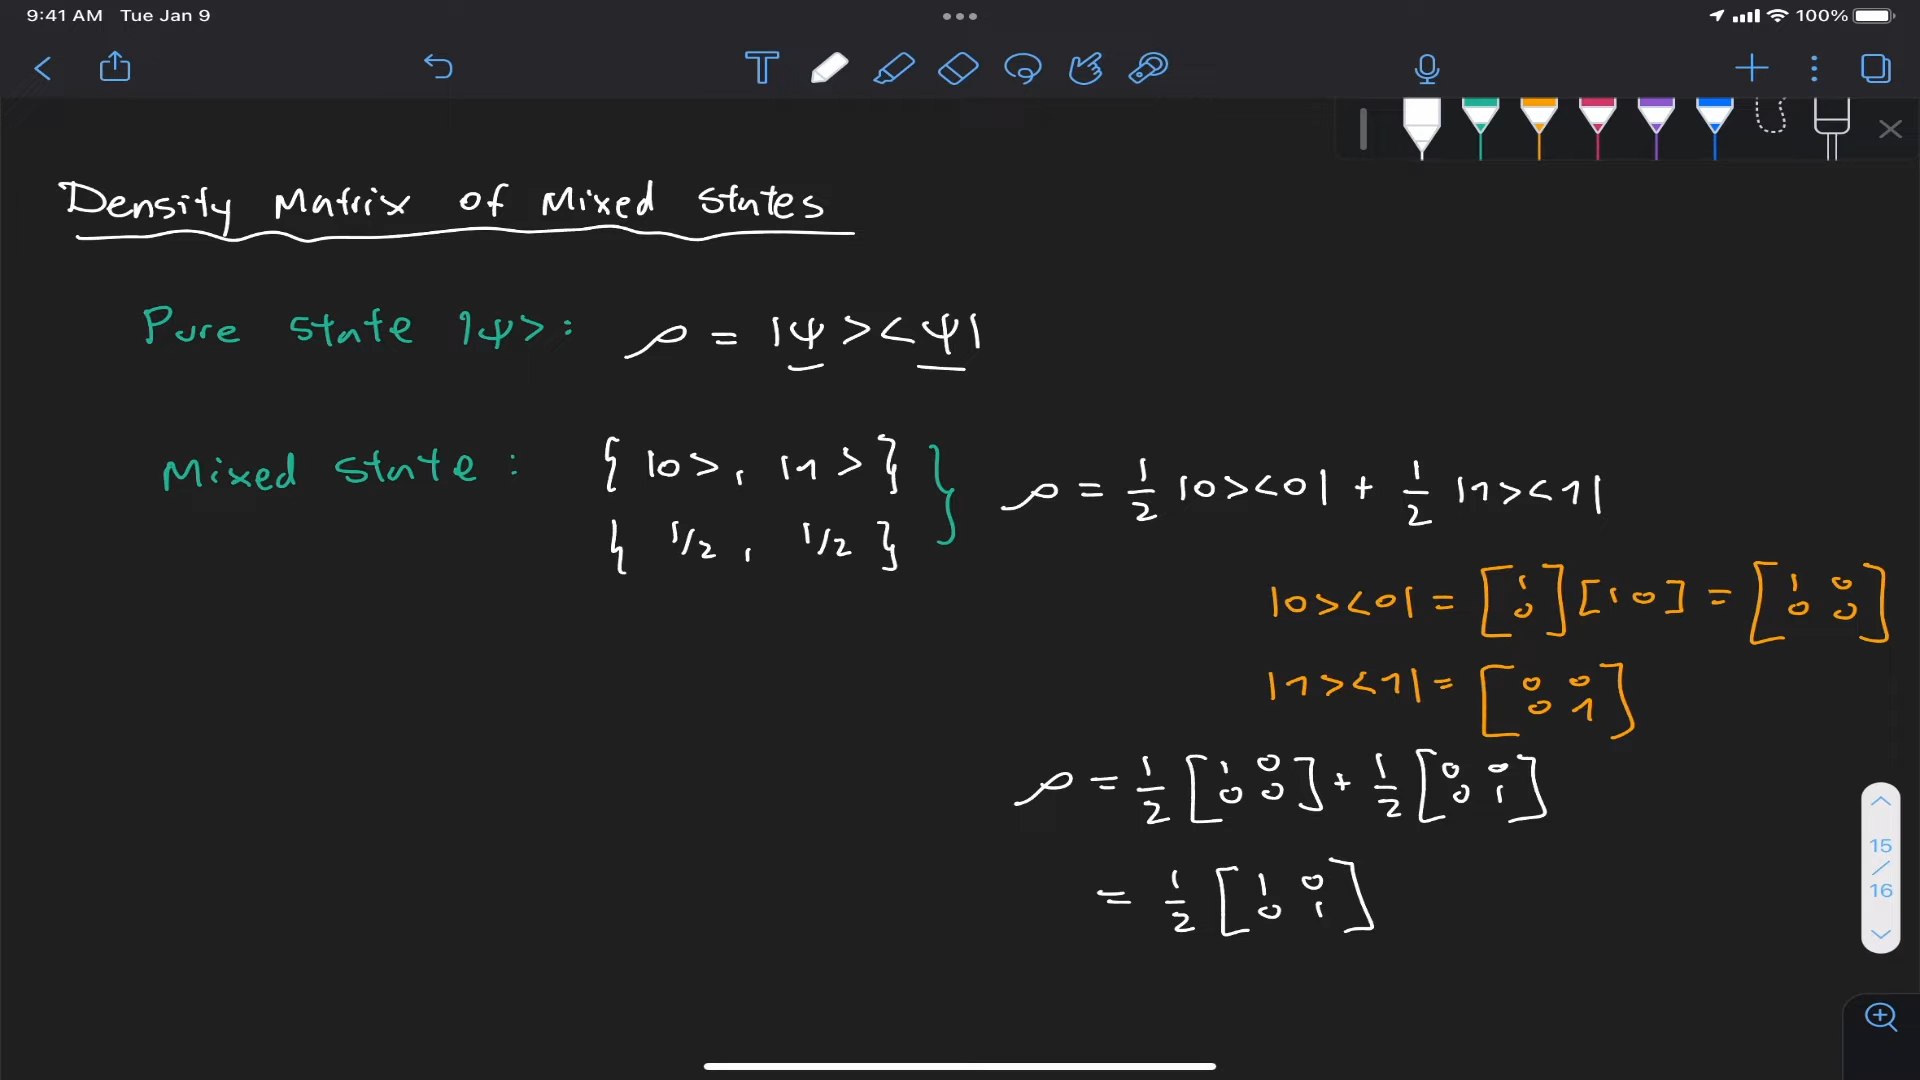 9:41 AM Tue Jan 9
100%
Density Matrix of Mixed States
Pure state |ψ>: ρ = |ψ><ψ|
Mixed state: { |0>, |1> }
{ 1/2, 1/2 }
ρ = 1/2 |0><0| + 1/2 |1><1|
|0><0| = [1 0] [1 0] = [1 0 0 0]
|1><1| = [0 0 0 1]
ρ = 1/2 [1 0 0 0] + 1/2 [0 0 0 1]
= 1/2 [1 0 0 1]
15
/
16